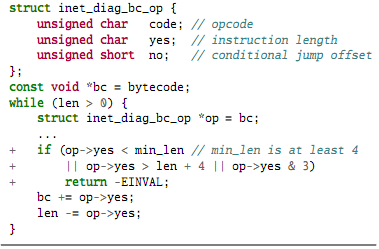 struct inet_diag_bc_op {
    unsigned char   code; // opcode
    unsigned char   yes;  // instruction length
    unsigned short  no;   // conditional jump offset
};
const void *bc = bytecode;
while (len > 0) {
    struct inet_diag_bc_op *op = bc;
    ...
+   if (op->yes < min_len // min_len is at least 4
+       || op->yes > len + 4 || op->yes & 3)
+       return -EINVAL;
    bc += op->yes;
    len -= op->yes;
}